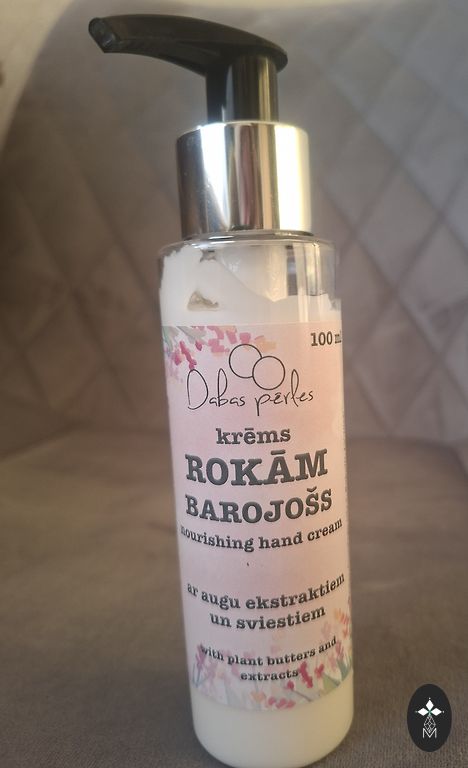 100 ml
Dabas pērles
krēms
ROKĀM
BAROJOŠS
nourishing hand cream
ar augu ekstraktiem
un sviestiem
with plant butters and
extracts
M